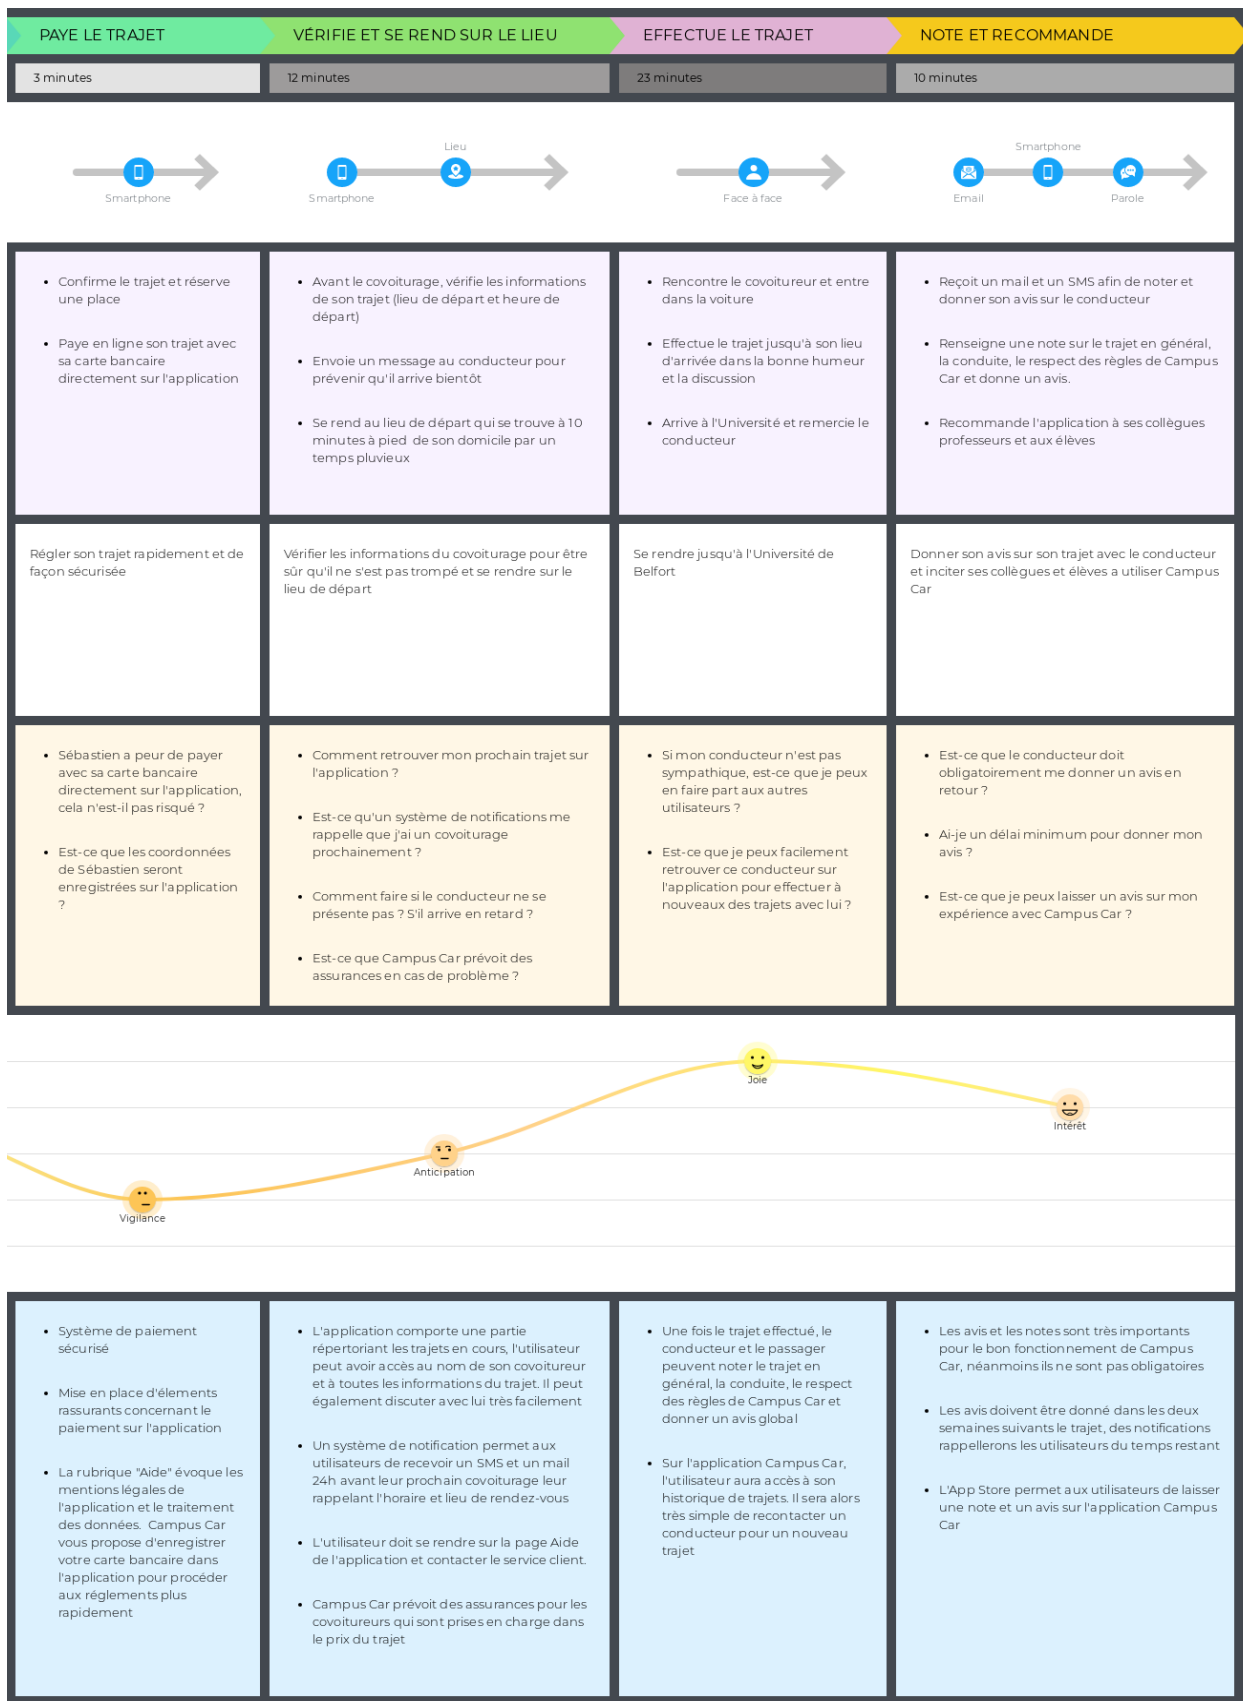 PAYE LE TRAJET
VÉRIFIE ET SE REND SUR LE LIEU
EFFECTUE LE TRAJET
NOTE ET RECOMMANDE
3 minutes
12 minutes
23 minutes
10 minutes
Smartphone
Lieu
Smartphone
Face à face
Smartphone
Email
Parole
• Confirme le trajet et réserve
une place
• Paye en ligne son trajet avec
sa carte bancaire
directement sur l'application
• Avant le covoiturage, vérifie les informations
de son trajet (lieu de départ et heure de
départ)
• Envoie un message au conducteur pour
prévenir qu'il arrive bientôt
• Se rend au lieu de départ qui se trouve à 10
minutes à pied de son domicile par un
temps pluvieux
• Rencontre le covoitureur et entre
dans la voiture
• Effectue le trajet jusqu'à son lieu
d'arrivée dans la bonne humeur
et la discussion
• Arrive à l'Université et remercie le
conducteur
• Reçoit un mail et un SMS afin de noter et
donner son avis sur le conducteur
• Renseigne une note sur le trajet en général,
la conduite, le respect des règles de Campus
Car et donne un avis.
• Recommande l'application à ses collègues
professeurs et aux élèves
Régler son trajet rapidement et de
façon sécurisée
Vérifier les informations du covoiturage pour être
sûr qu'il ne s'est pas trompé et se rendre sur le
lieu de départ
Se rendre jusqu'à l'Université de
Belfort
Donner son avis sur son trajet avec le conducteur
et inciter ses collègues et élèves a utiliser Campus
Car
• Sébastien a peur de payer
avec sa carte bancaire
directement sur l'application,
cela n'est-il pas risqué ?
• Est-ce que les coordonnées
de Sébastien seront
enregistrées sur l'application
?
• Comment retrouver mon prochain trajet sur
l'application ?
• Est-ce qu'un système de notifications me
rappelle que j'ai un covoiturage
prochainement ?
• Comment faire si le conducteur ne se
présente pas ? S'il arrive en retard ?
• Est-ce que Campus Car prévoit des
assurances en cas de problème ?
• Si mon conducteur n'est pas
sympathique, est-ce que je peux
en faire part aux autres
utilisateurs ?
• Est-ce que je peux facilement
retrouver ce conducteur sur
l'application pour effectuer à
nouveaux des trajets avec lui ?
• Est-ce que le conducteur doit
obligatoirement me donner un avis en
retour ?
• Ai-je un délai minimum pour donner mon
avis ?
• Est-ce que je peux laisser un avis sur mon
expérience avec Campus Car ?
Joie
Intérêt
Anticipation
Vigilance
• Système de paiement
sécurisé
• Mise en place d'élements
rassurants concernant le
paiement sur l'application
• La rubrique "Aide" évoque les
mentions légales de
l'application et le traitement
des données. Campus Car
vous propose d'enregistrer
votre carte bancaire dans
l'application pour procéder
aux réglements plus
rapidement
• L'application comporte une partie
répertoriant les trajets en cours, l'utilisateur
peut avoir accès au nom de son covoitureur
et à toutes les informations du trajet. Il peut
également discuter avec lui très facilement
• Un système de notification permet aux
utilisateurs de recevoir un SMS et un mail
24h avant leur prochain covoiturage leur
rappelant l'horaire et lieu de rendez-vous
• L'utilisateur doit se rendre sur la page Aide
de l'application et contacter le service client.
• Campus Car prévoit des assurances pour les
covoitureurs qui sont prises en charge dans
le prix du trajet
• Une fois le trajet effectué, le
conducteur et le passager
peuvent noter le trajet en
général, la conduite, le respect
des règles de Campus Car et
donner un avis global
• Sur l'application Campus Car,
l'utilisateur aura accès à son
historique de trajets. Il sera alors
très simple de recontacter un
conducteur pour un nouveau
trajet
• Les avis et les notes sont très importants
pour le bon fonctionnement de Campus
Car, néanmoins ils ne sont pas obligatoires
• Les avis doivent être donné dans les deux
semaines suivants le trajet, des notifications
rappellerons les utilisateurs du temps restant
• L'App Store permet aux utilisateurs de laisser
une note et un avis sur l'application Campus
Car